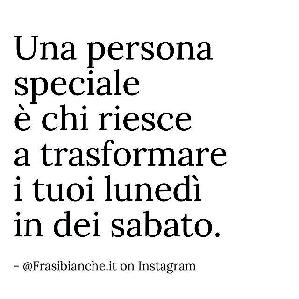 Una persona
speciale
è chi riesce
a trasformare
i tuoi lunedì
in dei sabato.
- @Frasibianche.it on Instagram